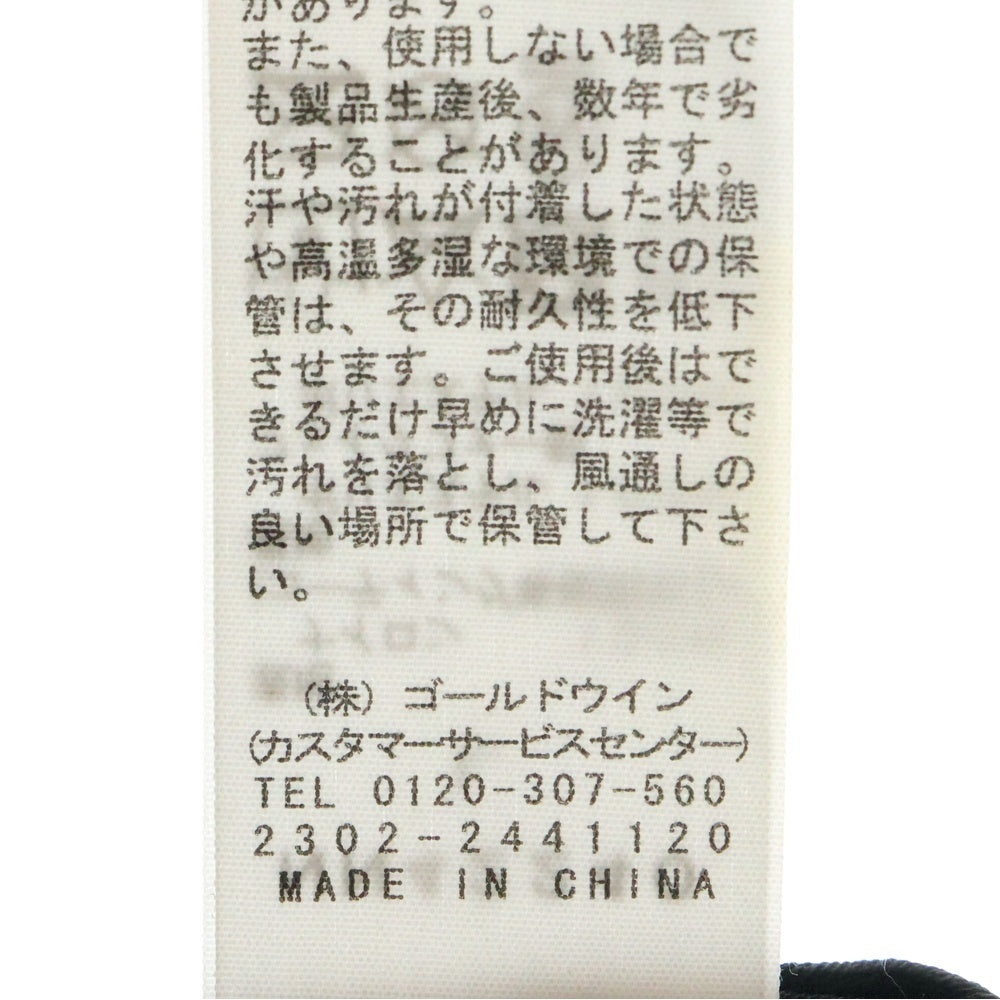 があります。
また、使用しない場合で
も製品生産後、数年で劣
化することがあります。
汗や汚れが付着した状態
や高温多湿な環境での保
管は、その耐久性を低下
させます。ご使用後はで
きるだけ早めに洗濯等で
汚れを落とし、風通しの
良い場所で保管して下さ
い。
(株) ゴールドウイン
(カスタマーサービスセンター)
TEL 0120-307-560
2302-2441120
MADE IN CHINA